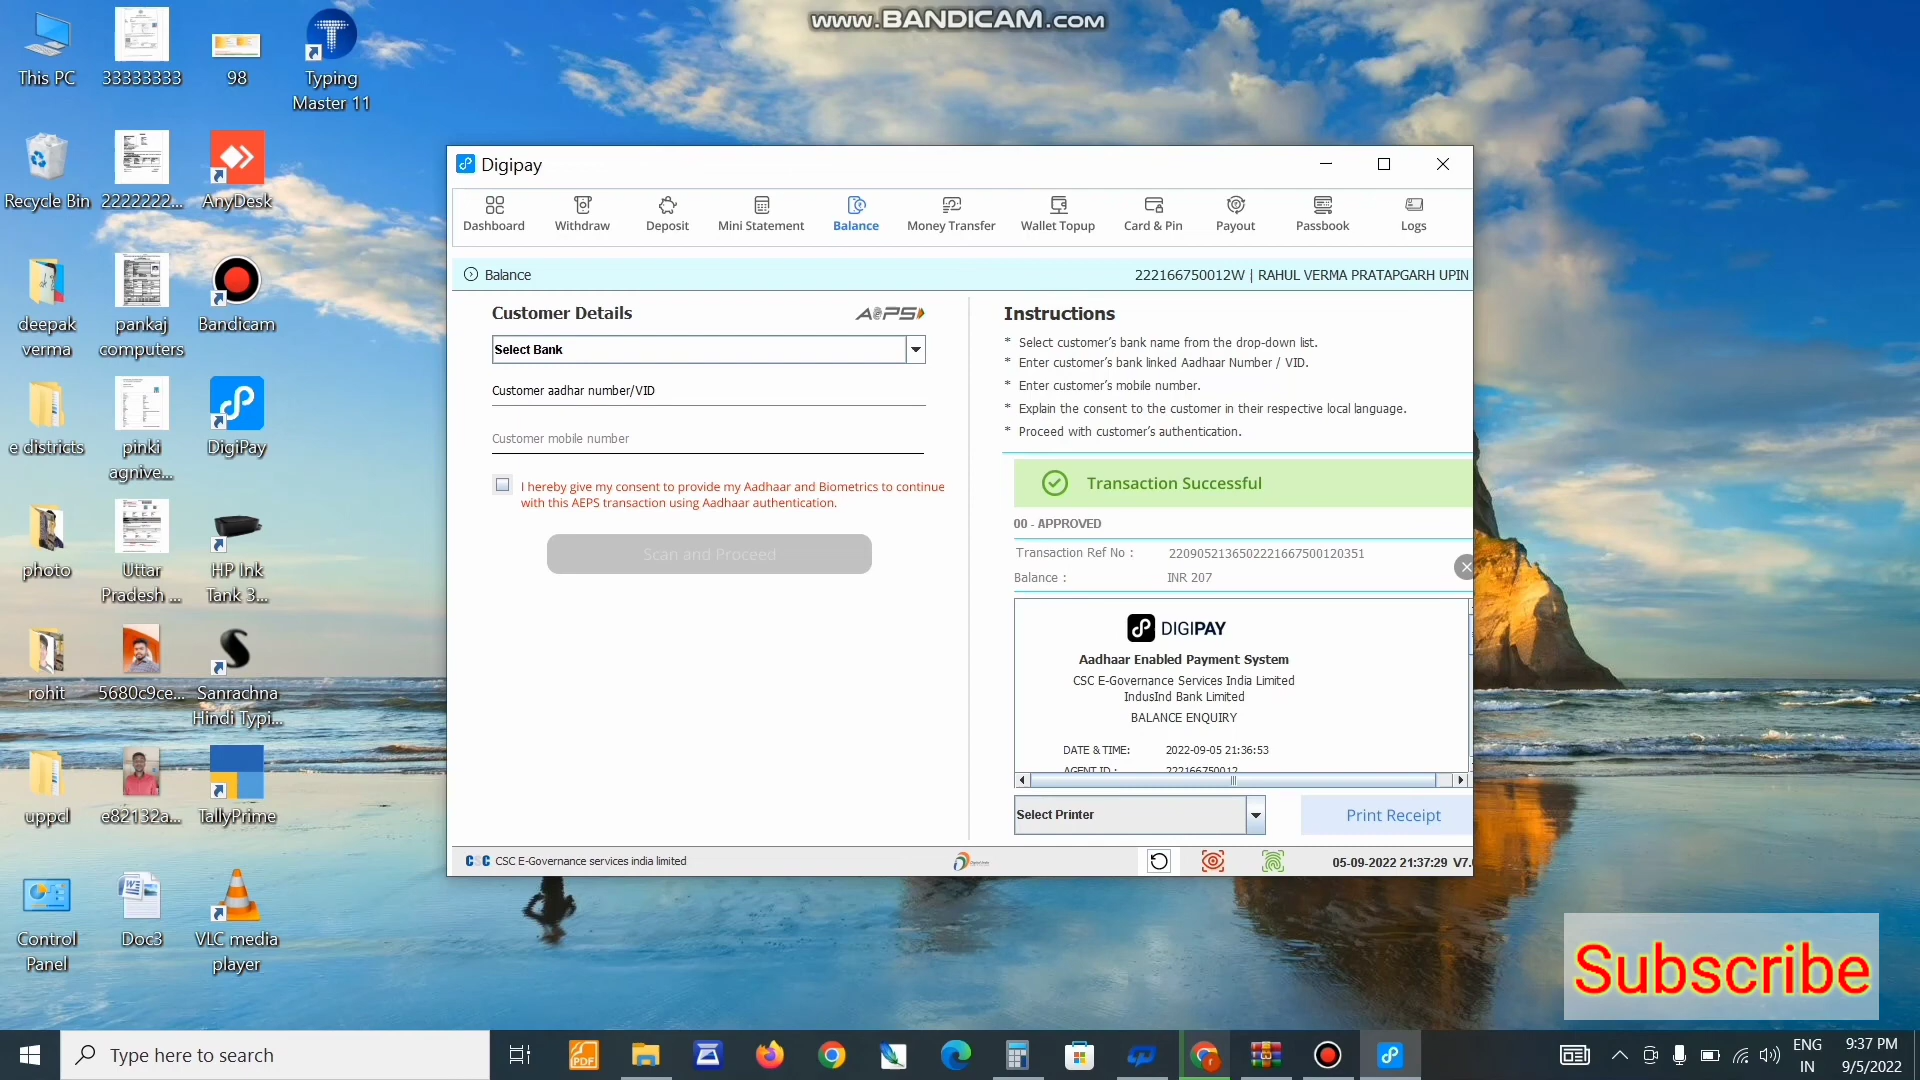 www.BANDICAM.com
This PC
33333333
98
Typing
Master 11
Recycle Bin
2222222...
AnyDesk
deepak
verma
pankaj
computers
Bandicam
e districts
pinki
agnive...
DigiPay
photo
Uttar
Pradesh ...
HP Ink
Tank 3...
rohit
5680c9ce...
Sanrachna
Hindi Typi...
uppcl
e82132a...
TallyPrime
Control
Panel
Doc3
VLC media
player
Digipay
Dashboard
Withdraw
Deposit
Mini Statement
Balance
Money Transfer
Wallet Topup
Card & Pin
Payout
Passbook
Logs
Balance
222166750012W | RAHUL VERMA PRATAPGARH UPIN
Customer Details
AePS
Select Bank
Customer aadhar number/VID
Customer mobile number
I hereby give my consent to provide my Aadhaar and Biometrics to continue
with this AEPS transaction using Aadhaar authentication.
Scan and Proceed
Instructions
* Select customer's bank name from the drop-down list.
* Enter customer's bank linked Aadhaar Number / VID.
* Enter customer's mobile number.
* Explain the consent to the customer in their respective local language.
* Proceed with customer's authentication.
Transaction Successful
00 - APPROVED
Transaction Ref No : 2209052136502221667500120351
Balance : INR 207
DIGIPAY
Aadhaar Enabled Payment System
CSC E-Governance Services India Limited
IndusInd Bank Limited
BALANCE ENQUIRY
DATE & TIME: 2022-09-05 21:36:53
AGENT ID : 222166750012
Select Printer
Print Receipt
CSC CSC E-Governance services india limited
05-09-2022 21:37:29 V7.
Subscribe
Type here to search
PDF
ENG
IN
9:37 PM
9/5/2022